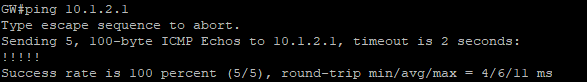 GW#ping 10.1.2.1
Type escape sequence to abort.
Sending 5, 100-byte ICMP Echos to 10.1.2.1, timeout is 2 seconds:
!!!!!
Success rate is 100 percent (5/5), round-trip min/avg/max = 4/6/11 ms